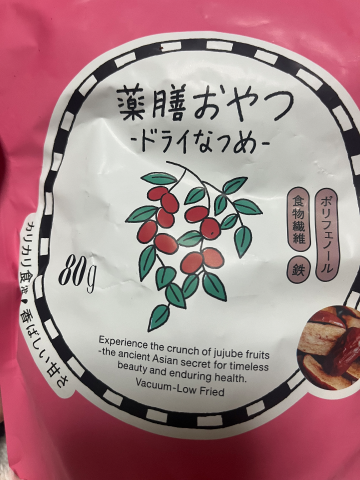 薬膳おやつ
-ドライなつめ-
ポリフェノール
食物繊維
鉄
80g
カリカリ食感・香ばしい甘さ
Experience the crunch of jujube fruits
-the ancient Asian secret for timeless
beauty and enduring health.
Vacuum-Low Fried